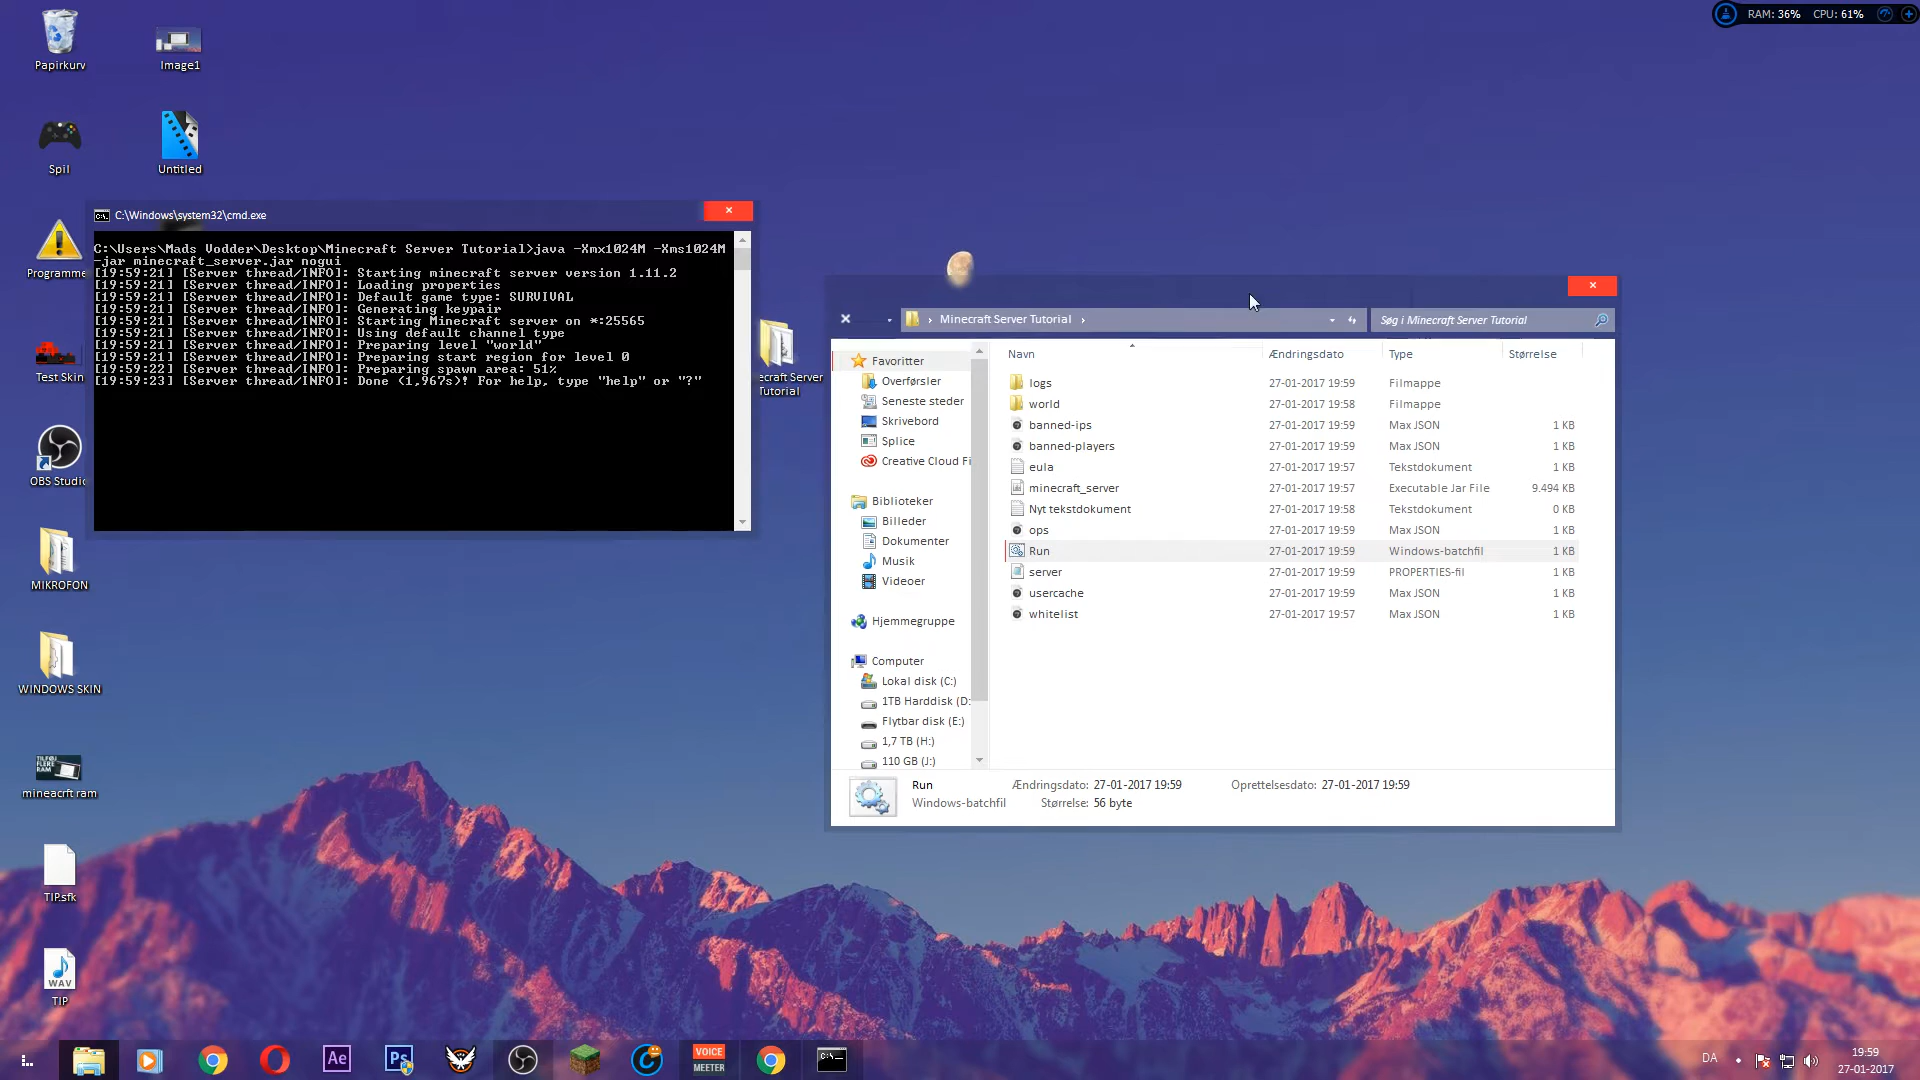 RAM: 36% CPU: 61%
Papirkurv
Image1
Spil
Untitled
Programme
Test Skin
OBS Studio
MIKROFON
WINDOWS SKIN
TILFØJ
FLERE
RAM
mineacrft ram
TIP.sfk
WAV
TIP
C:\Windows\system32\cmd.exe
C:\Users\Mads Vodder\Desktop\Minecraft Server Tutorial>java -Xmx1024M -Xms1024M
-jar minecraft_server.jar nogui
[19:59:21] [Server thread/INFO]: Starting minecraft server version 1.11.2
[19:59:21] [Server thread/INFO]: Loading properties
[19:59:21] [Server thread/INFO]: Default game type: SURVIVAL
[19:59:21] [Server thread/INFO]: Generating keypair
[19:59:21] [Server thread/INFO]: Starting Minecraft server on *:25565
[19:59:21] [Server thread/INFO]: Using default channel type
[19:59:21] [Server thread/INFO]: Preparing level "world"
[19:59:21] [Server thread/INFO]: Preparing start region for level 0
[19:59:22] [Server thread/INFO]: Preparing spawn area: 51%
[19:59:23] [Server thread/INFO]: Done (1,967s)! For help, type "help" or "?"
ecraft Server
Tutorial
Minecraft Server Tutorial
Søg i Minecraft Server Tutorial
Favoritter
Overførsler
Seneste steder
Skrivebord
Splice
Creative Cloud Fi
Biblioteker
Billeder
Dokumenter
Musik
Videoer
Hjemmegruppe
Computer
Lokal disk (C:)
1TB Harddisk (D:
Flytbar disk (E:)
1,7 TB (H:)
110 GB (J:)
Navn Ændringsdato Type Størrelse
logs 27-01-2017 19:59 Filmappe
world 27-01-2017 19:58 Filmappe
banned-ips 27-01-2017 19:59 Max JSON 1 KB
banned-players 27-01-2017 19:59 Max JSON 1 KB
eula 27-01-2017 19:57 Tekstdokument 1 KB
minecraft_server 27-01-2017 19:57 Executable Jar File 9.494 KB
Nyt tekstdokument 27-01-2017 19:58 Tekstdokument 0 KB
ops 27-01-2017 19:59 Max JSON 1 KB
Run 27-01-2017 19:59 Windows-batchfil 1 KB
server 27-01-2017 19:59 PROPERTIES-fil 1 KB
usercache 27-01-2017 19:59 Max JSON 1 KB
whitelist 27-01-2017 19:57 Max JSON 1 KB
Run Ændringsdato: 27-01-2017 19:59 Oprettelsesdato: 27-01-2017 19:59
Windows-batchfil Størrelse: 56 byte
Ae
Ps
VOICE
MEETER
C:\
DA
19:59
27-01-2017